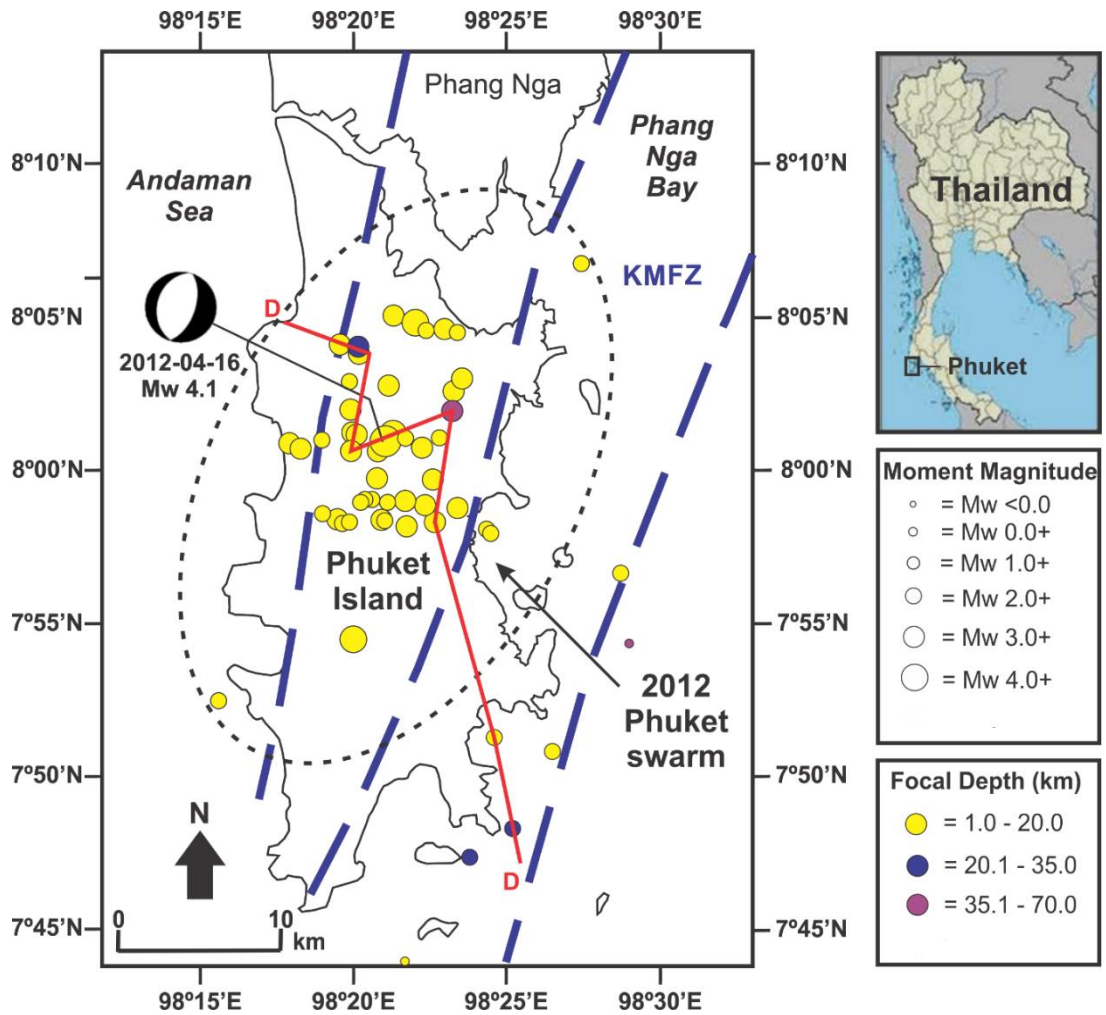 98º15'E
98º20'E
98º25'E
98º30'E
8º10'N
8º05'N
8º00'N
7º55'N
7º50'N
7º45'N
Phang Nga
Phang
Nga
Bay
Andaman
Sea
KMFZ
D
2012-04-16
Mw 4.1
Phuket
Island
2012
Phuket
swarm
D
N
0
10
km
8º10'N
8º05'N
8º00'N
7º55'N
7º50'N
7º45'N
98º15'E
98º20'E
98º25'E
98º30'E
Thailand
Phuket
Moment Magnitude
= Mw <0.0
= Mw 0.0+
= Mw 1.0+
= Mw 2.0+
= Mw 3.0+
= Mw 4.0+
Focal Depth (km)
= 1.0 - 20.0
= 20.1 - 35.0
= 35.1 - 70.0